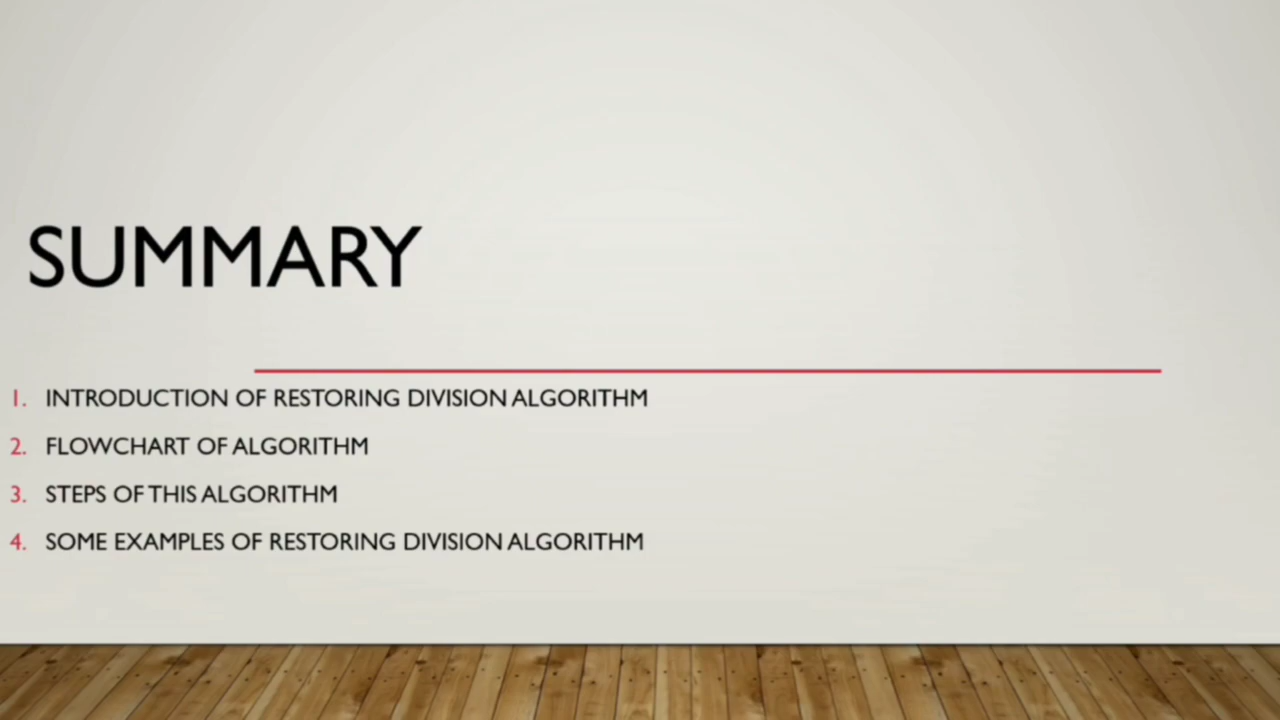 SUMMARY
1. INTRODUCTION OF RESTORING DIVISION ALGORITHM
2. FLOWCHART OF ALGORITHM
3. STEPS OF THIS ALGORITHM
4. SOME EXAMPLES OF RESTORING DIVISION ALGORITHM